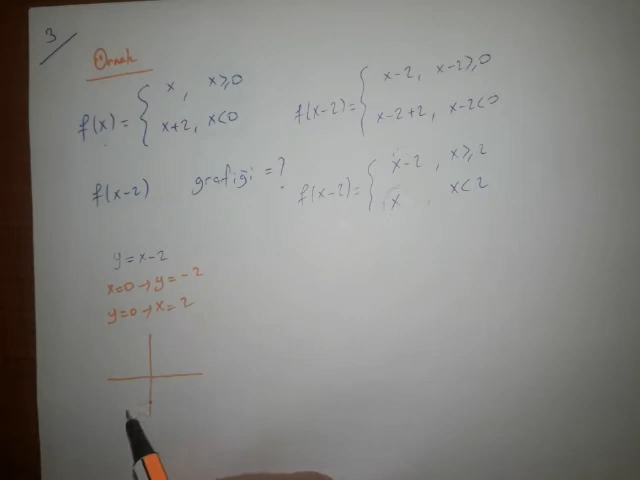 3
Örnek
f(x) = { x, x≥0
x+2, x<0
f(x-2) = { x-2, x-2≥0
x-2+2, x-2<0
f(x-2) grafiği = ?
f(x-2) = { x-2, x≥2
x, x<2
y = x-2
x=0 → y = -2
y=0 → x = 2